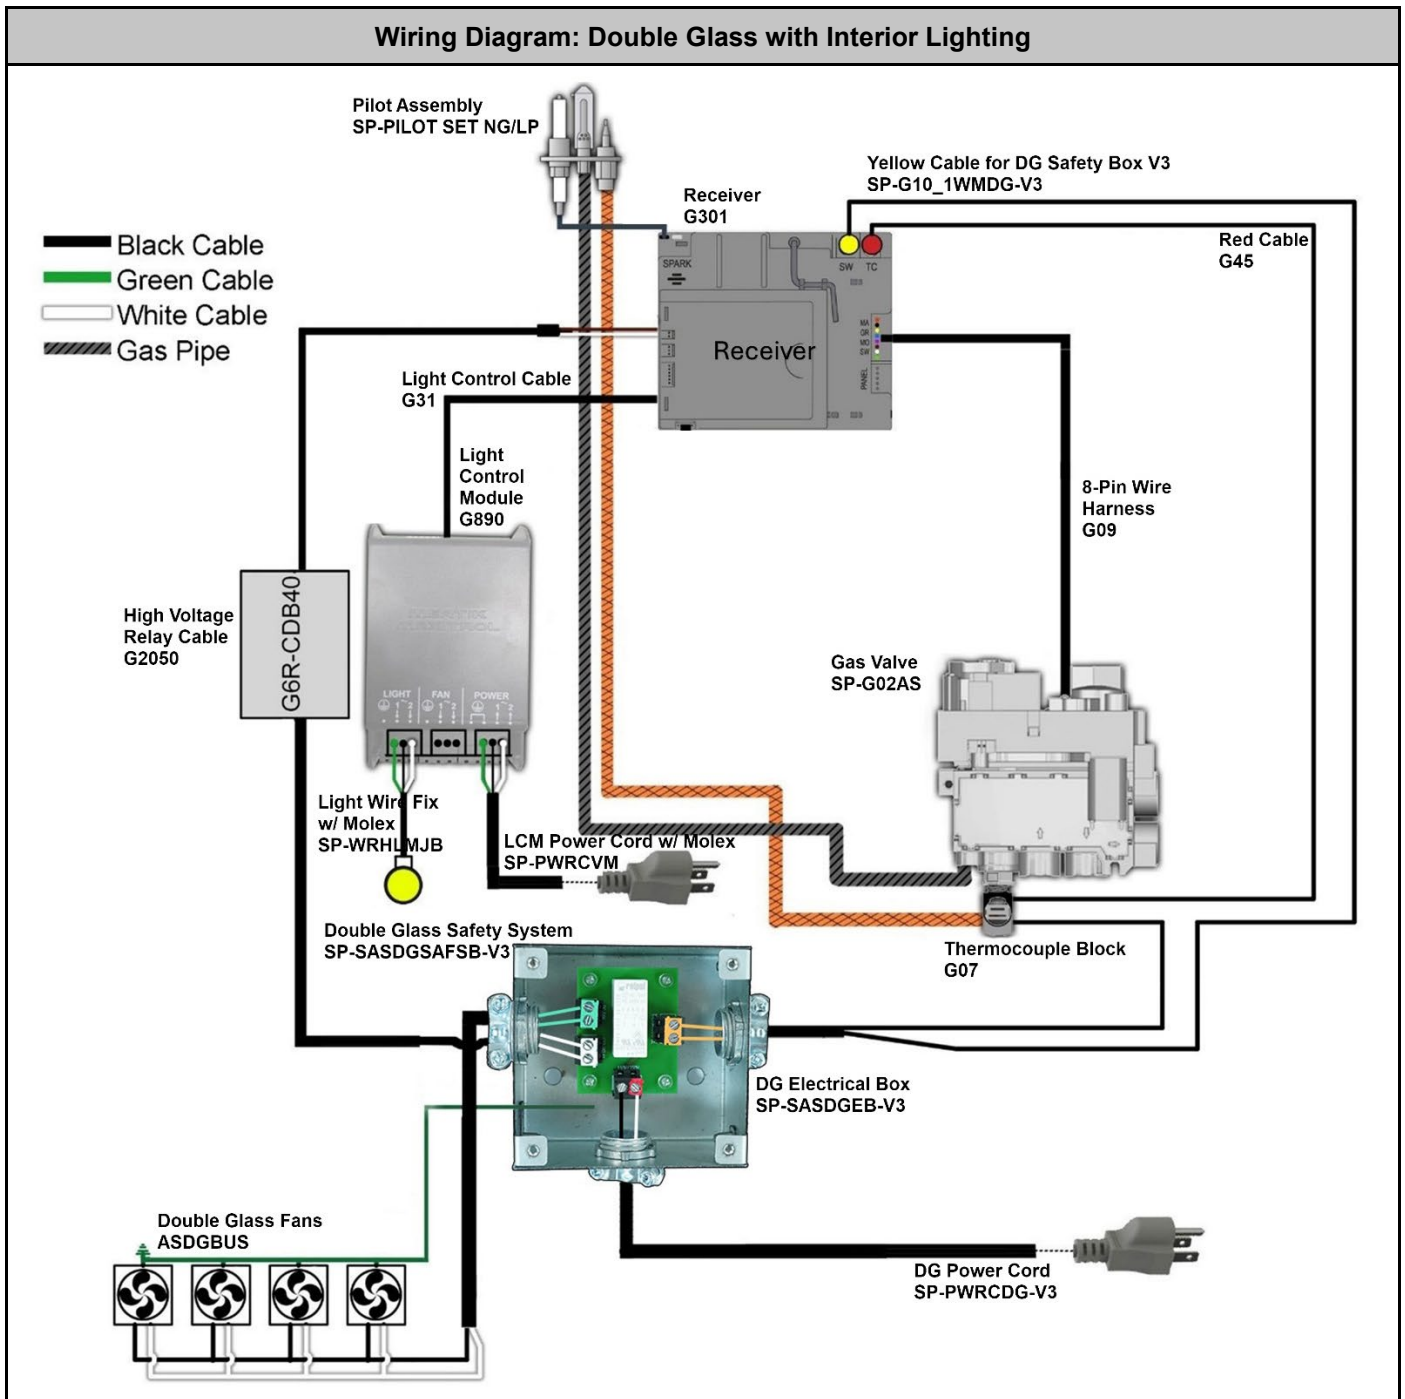 Wiring Diagram: Double Glass with Interior Lighting
Pilot Assembly
SP-PILOT SET NG/LP
Yellow Cable for DG Safety Box V3
SP-G10_1WMDG-V3
Receiver
G301
Red Cable
G45
Black Cable
Green Cable
White Cable
Gas Pipe
SPARK
SW TC
MA
GR
MO
SW
PANEL
Receiver
Light Control Cable
G31
Light
Control
Module
G890
8-Pin Wire
Harness
G09
High Voltage
Relay Cable
G2050
G6R-CDB40
Gas Valve
SP-G02AS
LIGHT FAN POWER
Light Wire Fix
w/ Molex
SP-WRHLMJB
LCM Power Cord w/ Molex
SP-PWRCVM
Double Glass Safety System
SP-SASDGSAFSB-V3
Thermocouple Block
G07
DG Electrical Box
SP-SASDGEB-V3
Double Glass Fans
ASDGBUS
DG Power Cord
SP-PWRCDG-V3